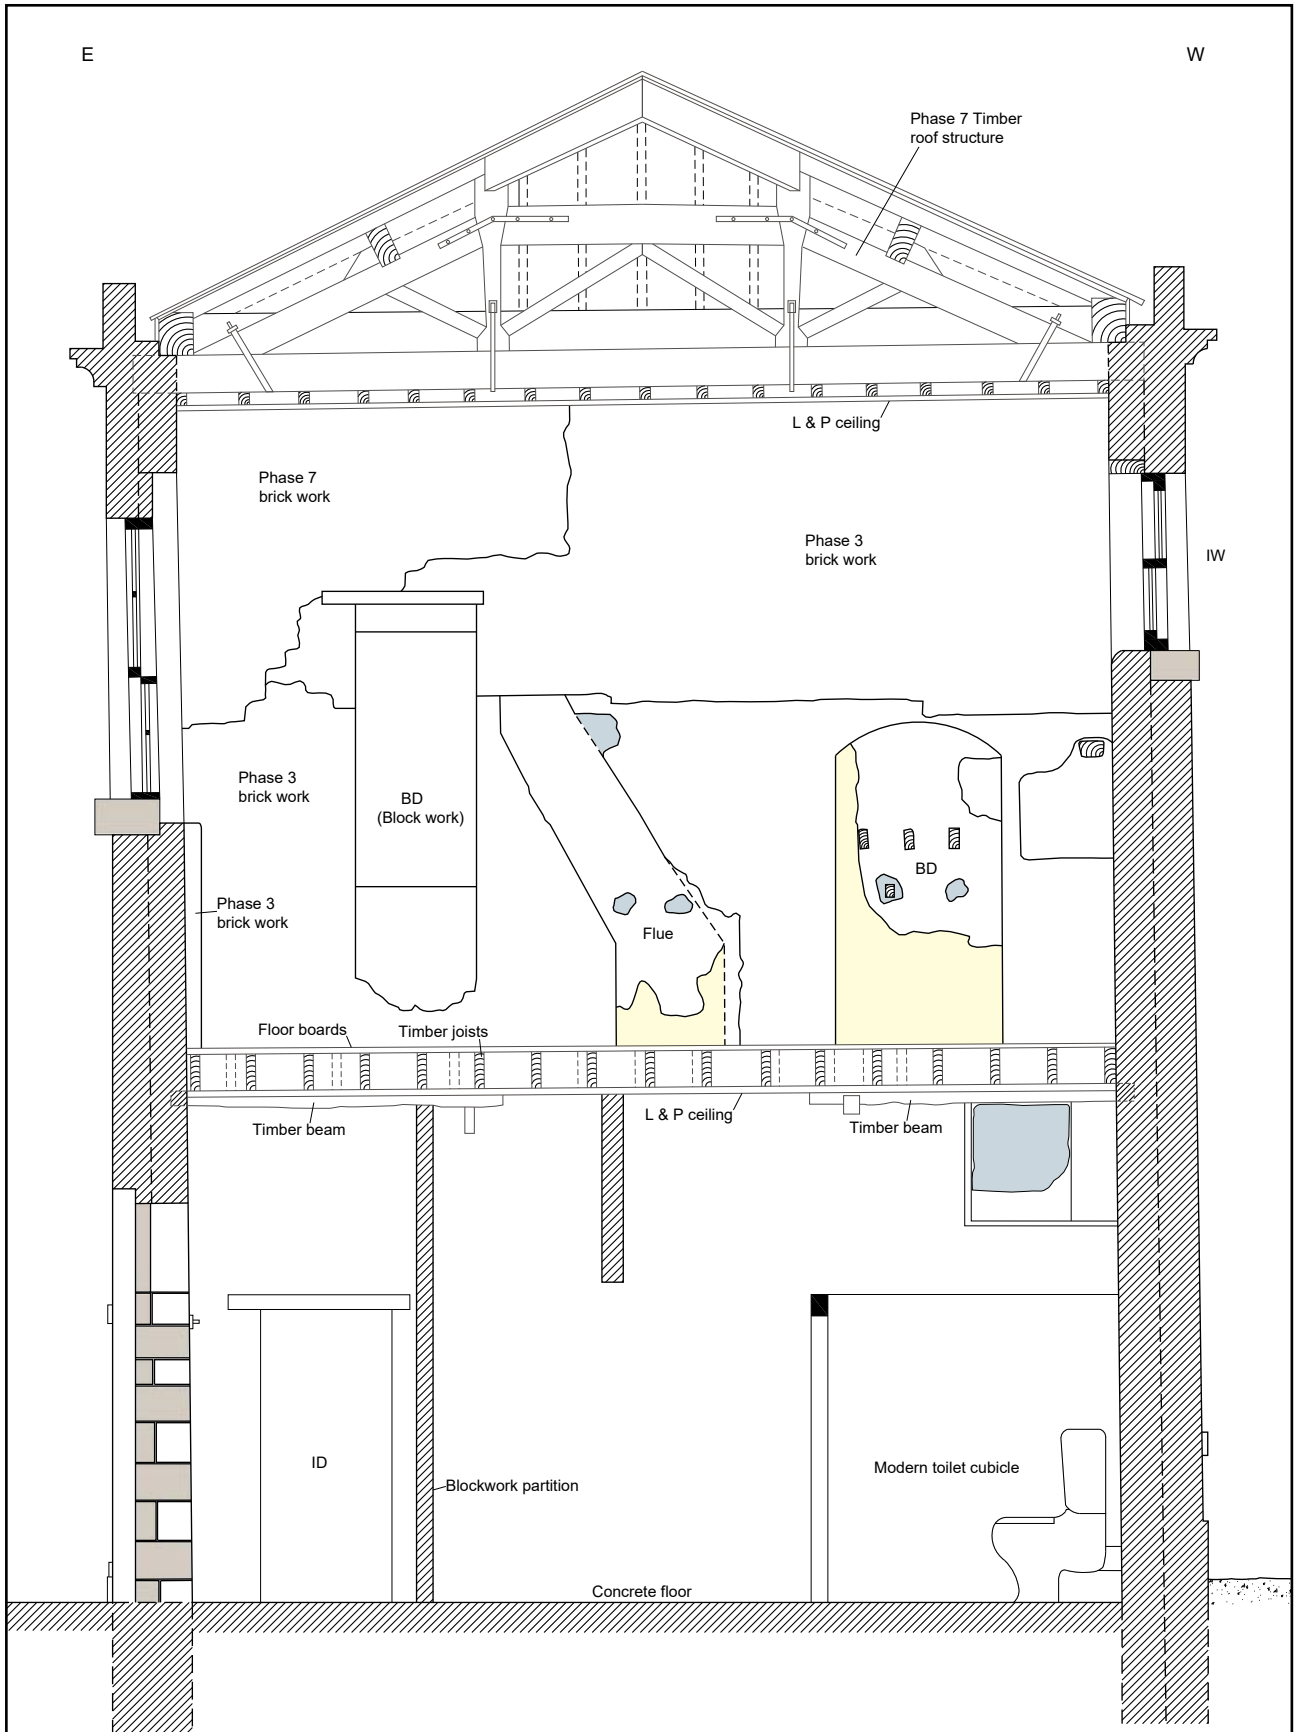 E
W
Phase 7 Timber
roof structure
L & P ceiling
Phase 7
brick work
Phase 3
brick work
IW
Phase 3
brick work
BD
(Block work)
BD
Phase 3
brick work
Flue
Floor boards
Timber joists
L & P ceiling
Timber beam
Timber beam
ID
Modern toilet cubicle
Blockwork partition
Concrete floor